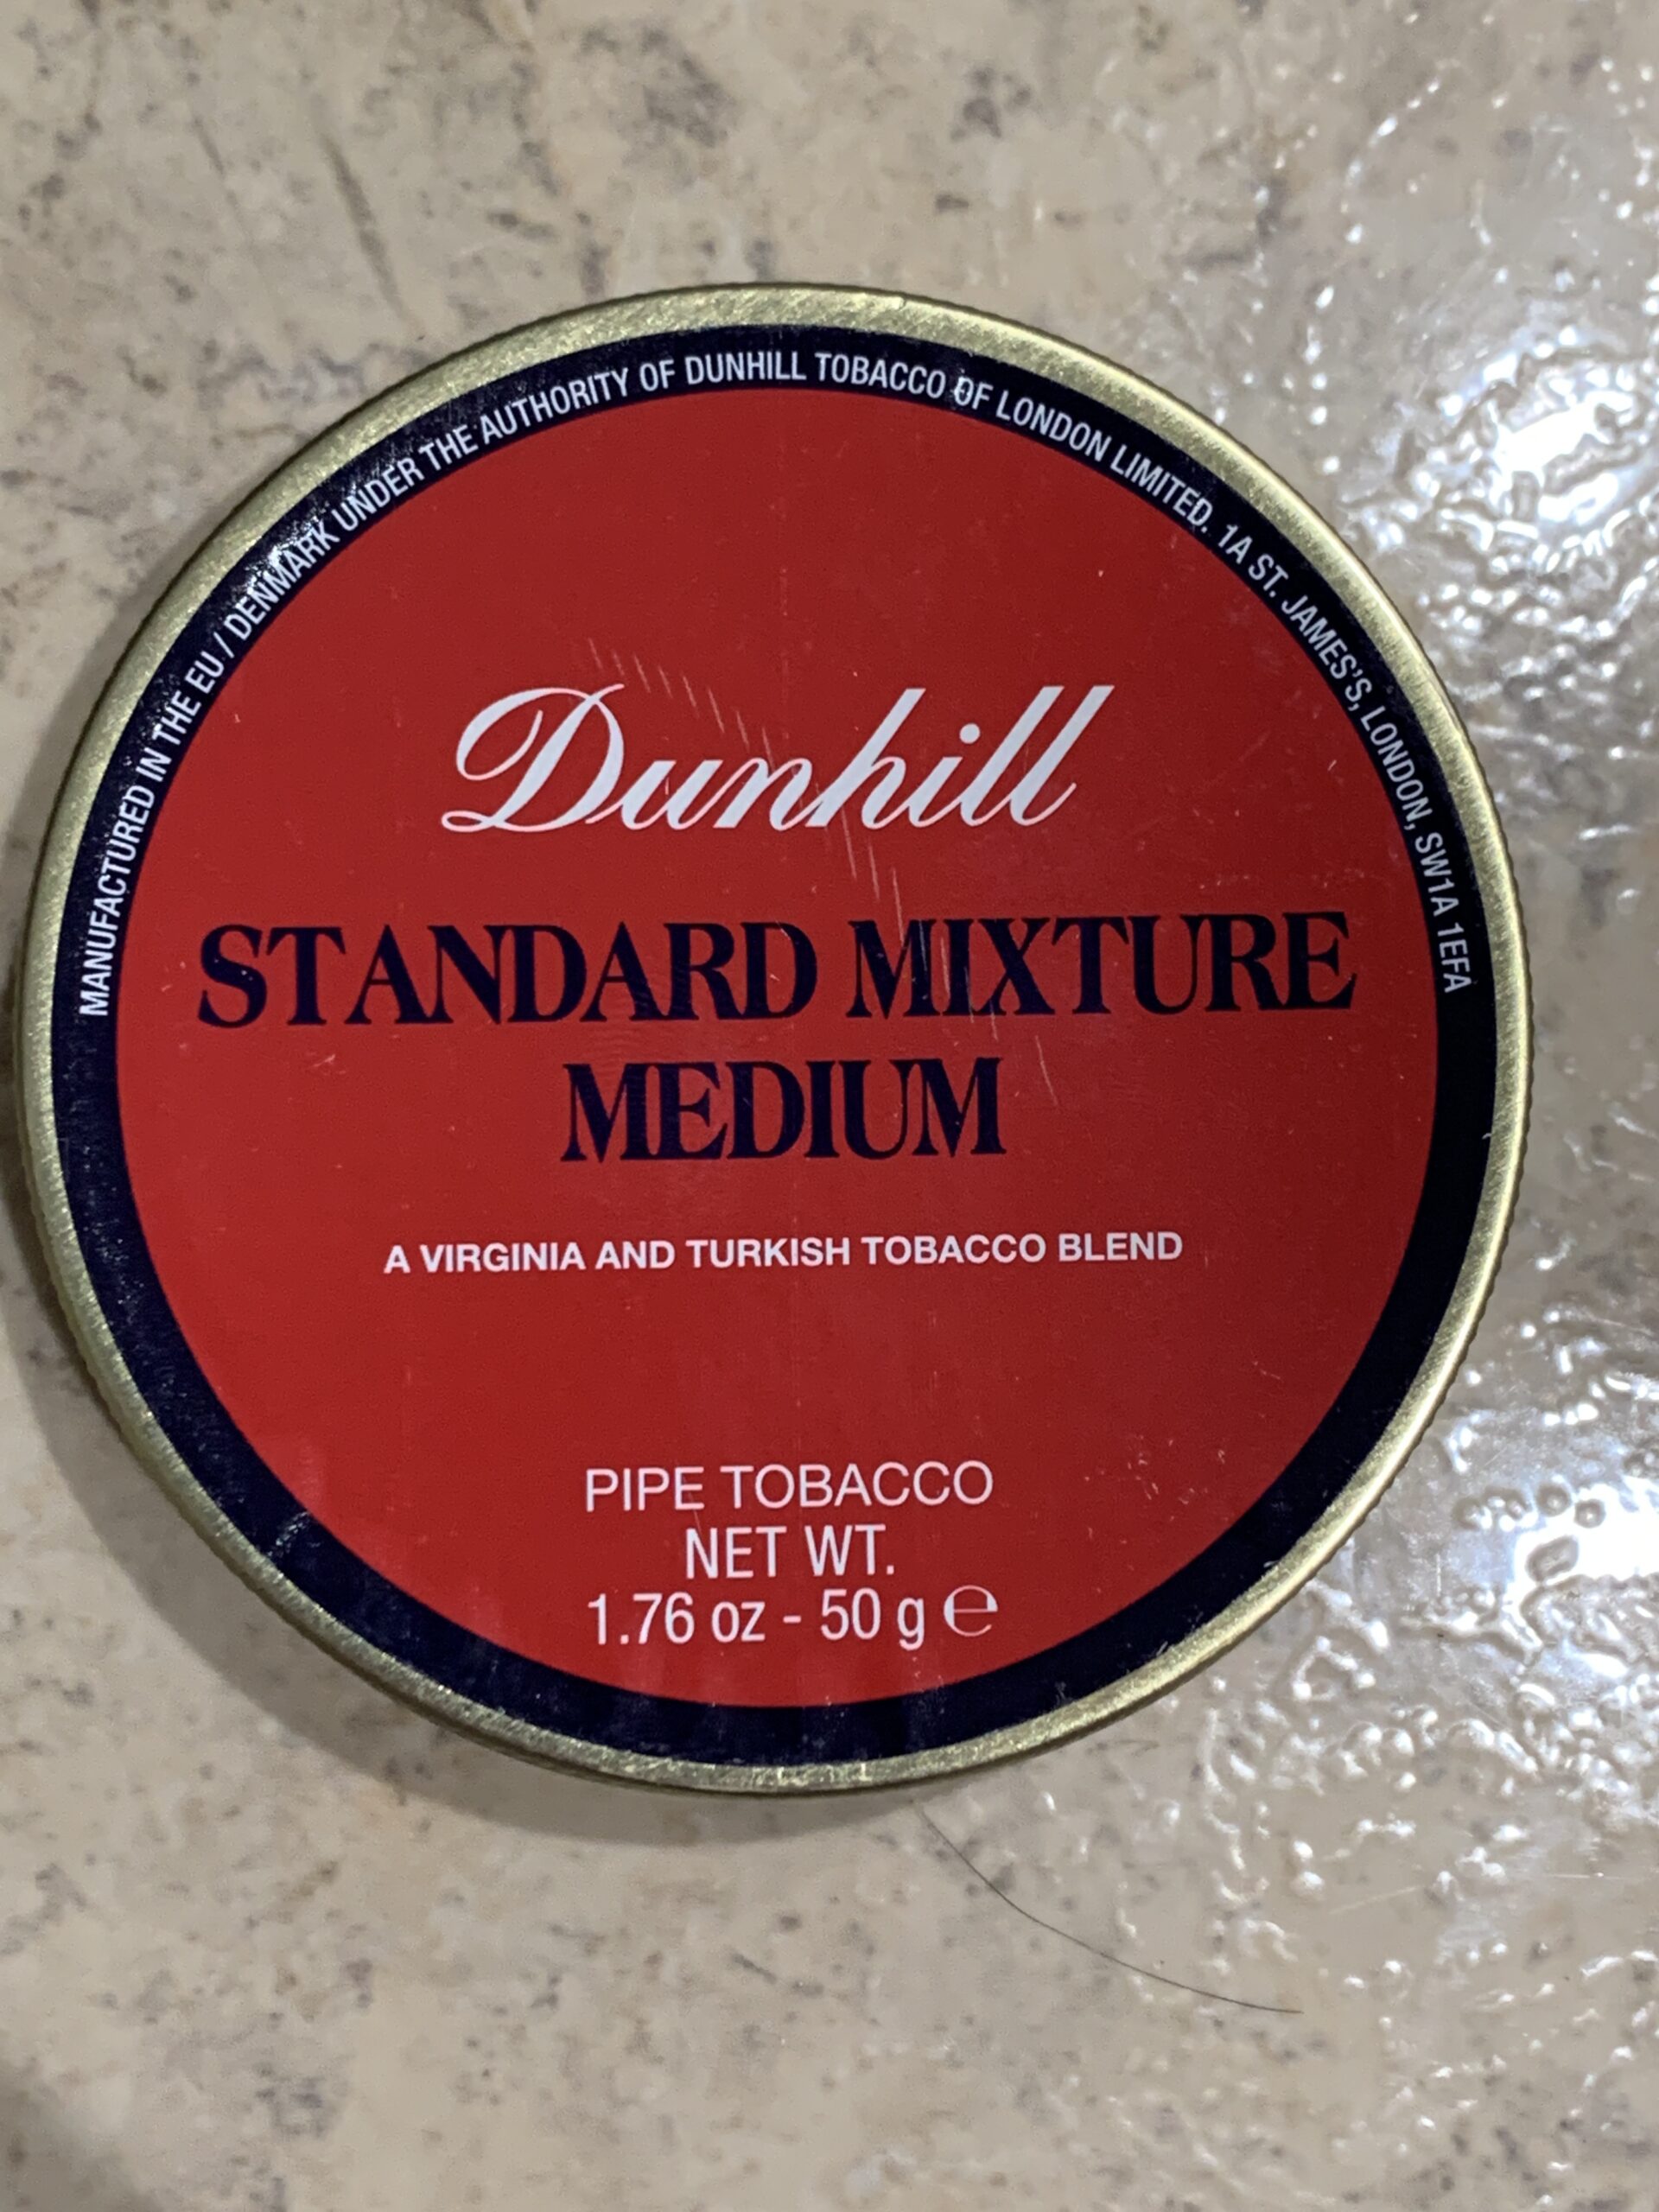 MANUFACTURED IN THE EU / DENMARK UNDER THE AUTHORITY OF DUNHILL TOBACCO OF LONDON LIMITED. 1A ST. JAMES'S, LONDON, SW1A 1EFA
Dunhill
STANDARD MIXTURE
MEDIUM
A VIRGINIA AND TURKISH TOBACCO BLEND
PIPE TOBACCO
NET WT.
1.76 oz - 50 g ℮